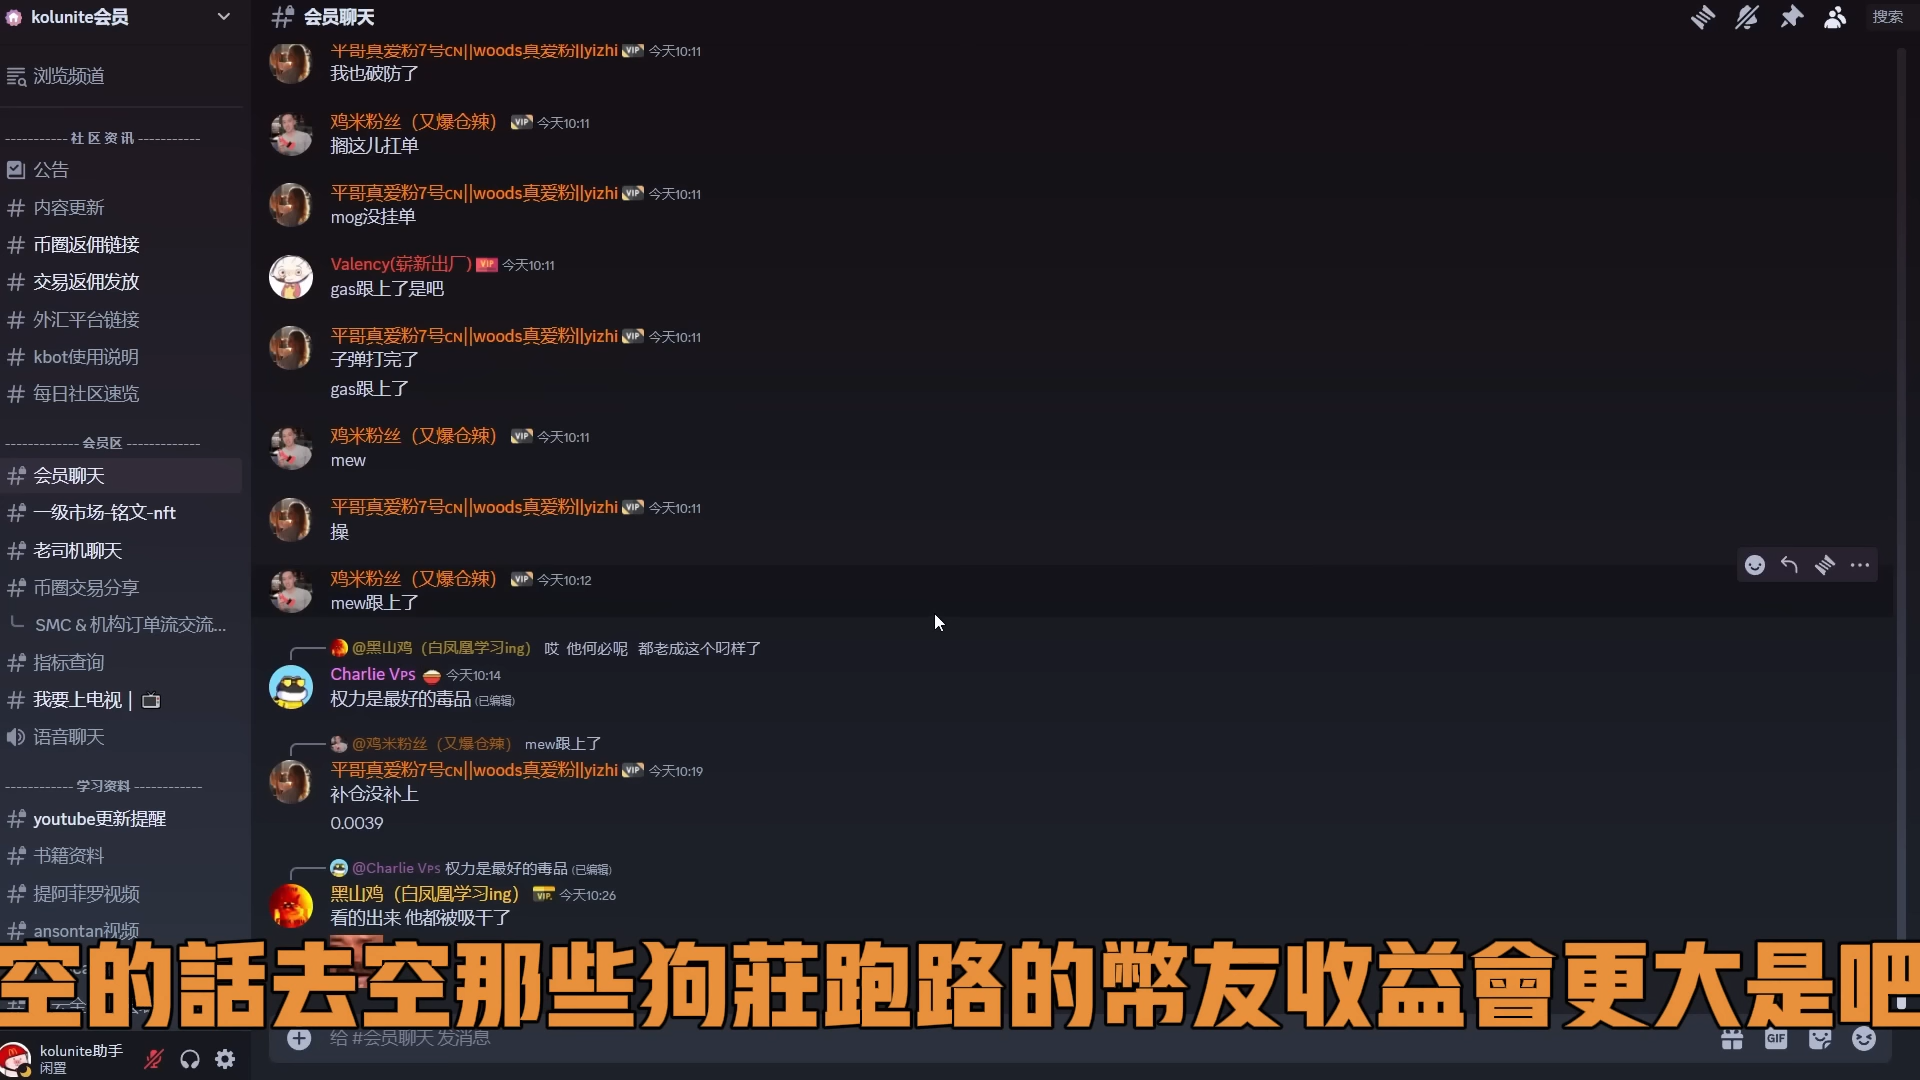 kolunite会员
会员聊天
搜索
浏览频道
----------- 社 区 资 讯 -----------
公告
内容更新
币圈返佣链接
交易返佣发放
外汇平台链接
kbot使用说明
每日社区速览
------------- 会员区 -------------
会员聊天
一级市场-铭文-nft
老司机聊天
币圈交易分享
SMC & 机构订单流交流...
指标查询
我要上电视 |
语音聊天
------------ 学习资料 ------------
youtube更新提醒
书籍资料
提阿菲罗视频
ansontan视频
kolunite助手
闲置
平哥真爱粉7号CN||woods真爱粉||yizhi VIP 今天10:11
我也破防了
鸡米粉丝（又爆仓辣） VIP 今天10:11
搁这儿扛单
平哥真爱粉7号CN||woods真爱粉||yizhi VIP 今天10:11
mog没挂单
Valency(崭新出厂) VIP 今天10:11
gas跟上了是吧
平哥真爱粉7号CN||woods真爱粉||yizhi VIP 今天10:11
子弹打完了
gas跟上了
鸡米粉丝（又爆仓辣） VIP 今天10:11
mew
平哥真爱粉7号CN||woods真爱粉||yizhi VIP 今天10:11
操
鸡米粉丝（又爆仓辣） VIP 今天10:12
mew跟上了
@黑山鸡（白凤凰学习ing） 哎 他何必呢 都老成这个叼样了
Charlie VPS 今天10:14
权力是最好的毒品 (已编辑)
@鸡米粉丝（又爆仓辣） mew跟上了
平哥真爱粉7号CN||woods真爱粉||yizhi VIP 今天10:19
补仓没补上
0.0039
@Charlie VPS 权力是最好的毒品 (已编辑)
黑山鸡（白凤凰学习ing） VIP 今天10:26
看的出来 他都被吸干了
空的話去空那些狗莊跑路的幣友收益會更大是吧
给 #会员聊天 发消息
GIF